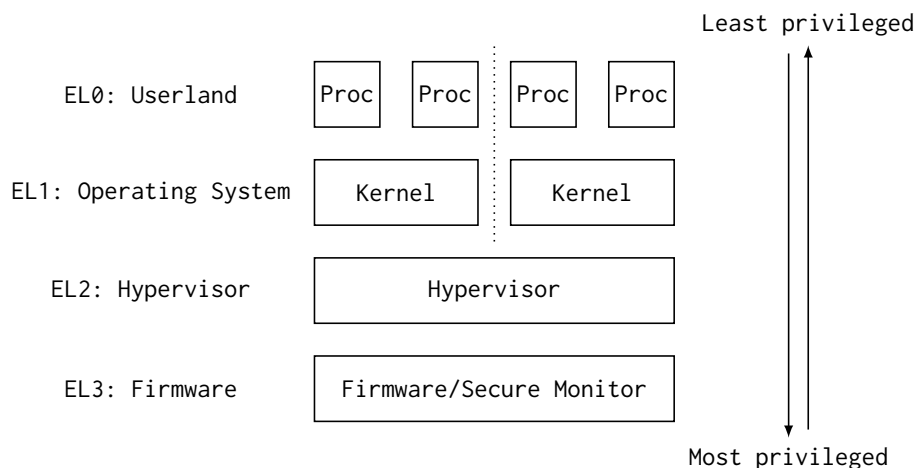 Least privileged
EL0: Userland
Proc
Proc
Proc
Proc
EL1: Operating System
Kernel
Kernel
EL2: Hypervisor
Hypervisor
EL3: Firmware
Firmware/Secure Monitor
Most privileged